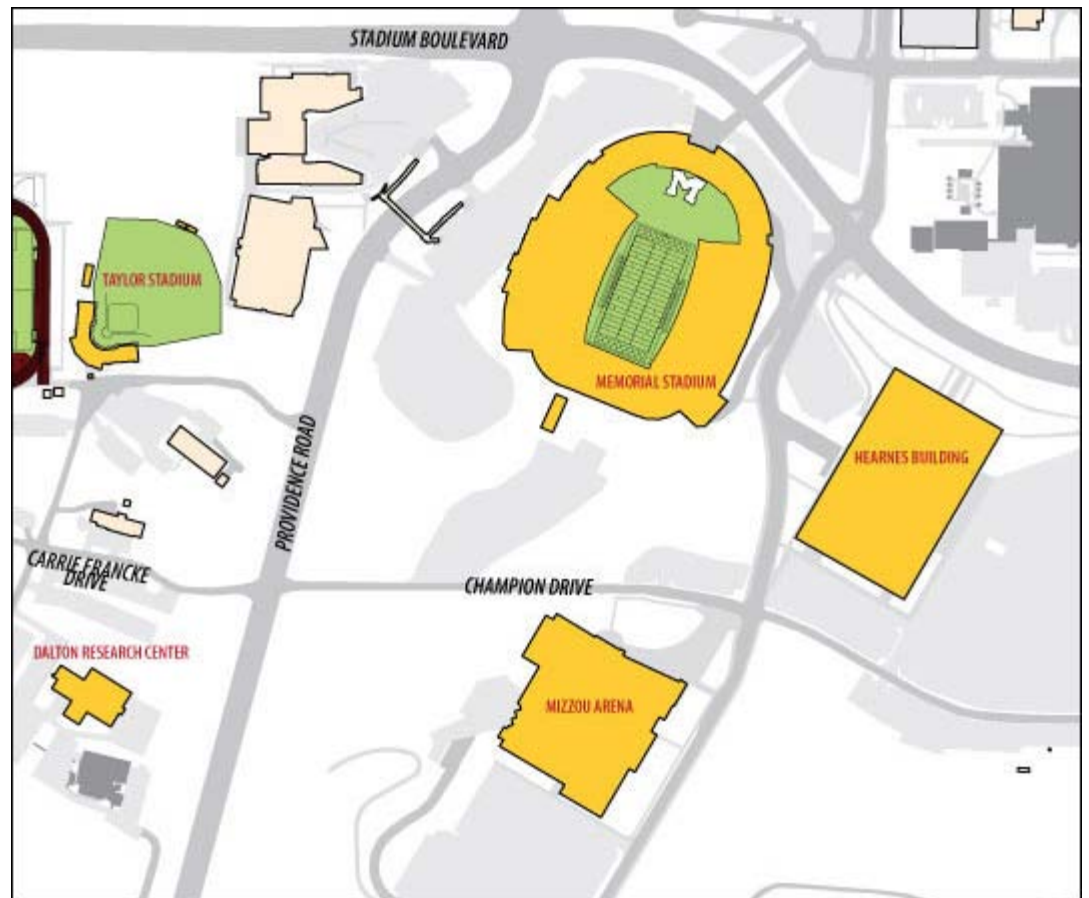 STADIUM BOULEVARD
M
TAYLOR STADIUM
MEMORIAL STADIUM
PROVIDENCE ROAD
HEARNES BUILDING
CARRIE FRANCKE
DRIVE
CHAMPION DRIVE
DALTON RESEARCH CENTER
MIZZOU ARENA